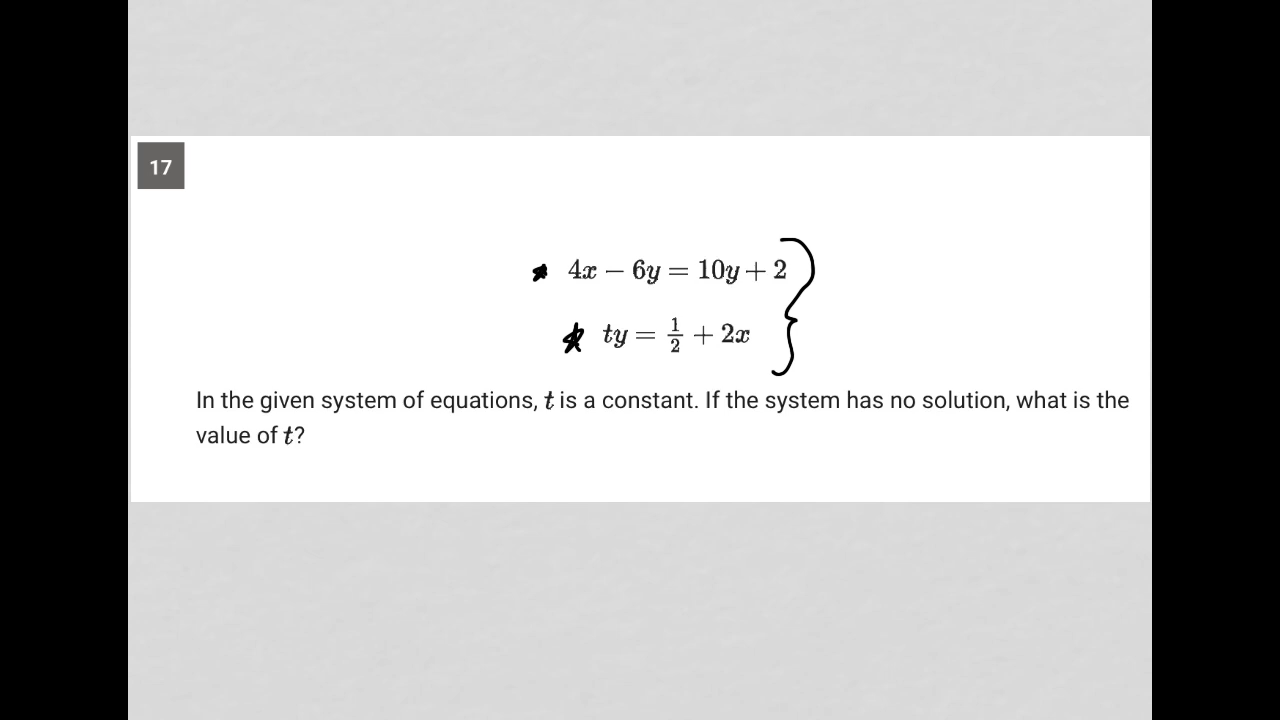 17
4x − 6y = 10y + 2
ty = 1/2 + 2x
In the given system of equations, t is a constant. If the system has no solution, what is the
value of t?